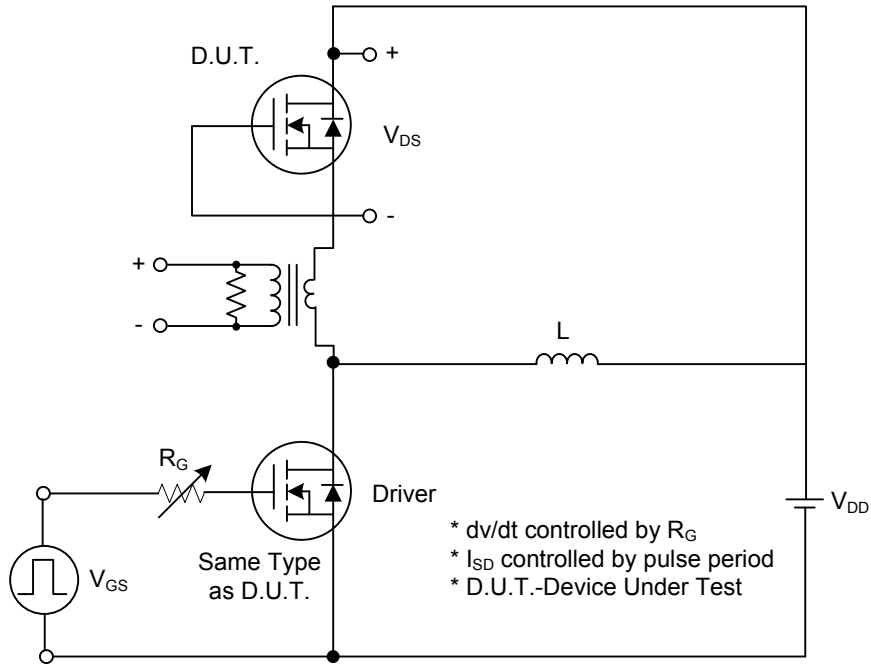 D.U.T.
+
V_DS
-
+
-
L
R_G
Driver
V_DD
V_GS
Same Type
as D.U.T.
* dv/dt controlled by R_G
* I_SD controlled by pulse period
* D.U.T.-Device Under Test